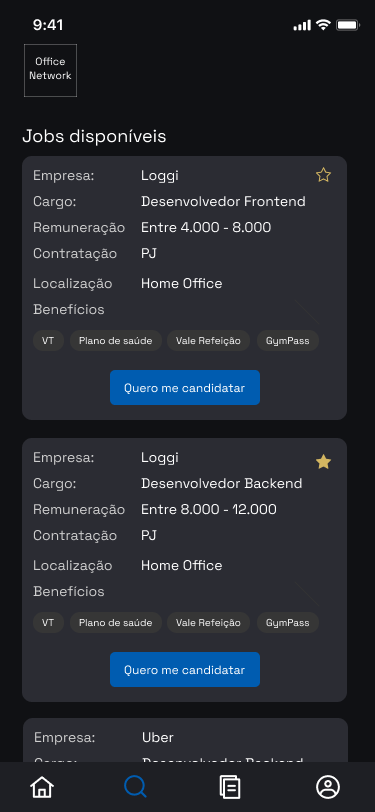 9:41
Office
Network
Jobs disponíveis
Empresa: Loggi
Cargo: Desenvolvedor Frontend
Remuneração Entre 4.000 - 8.000
Contratação PJ
Localização Home Office
Benefícios
VT Plano de saúde Vale Refeição GymPass
Quero me candidatar
Empresa: Loggi
Cargo: Desenvolvedor Backend
Remuneração Entre 8.000 - 12.000
Contratação PJ
Localização Home Office
Benefícios
VT Plano de saúde Vale Refeição GymPass
Quero me candidatar
Empresa: Uber
Cargo: Desenvolvedor Backend